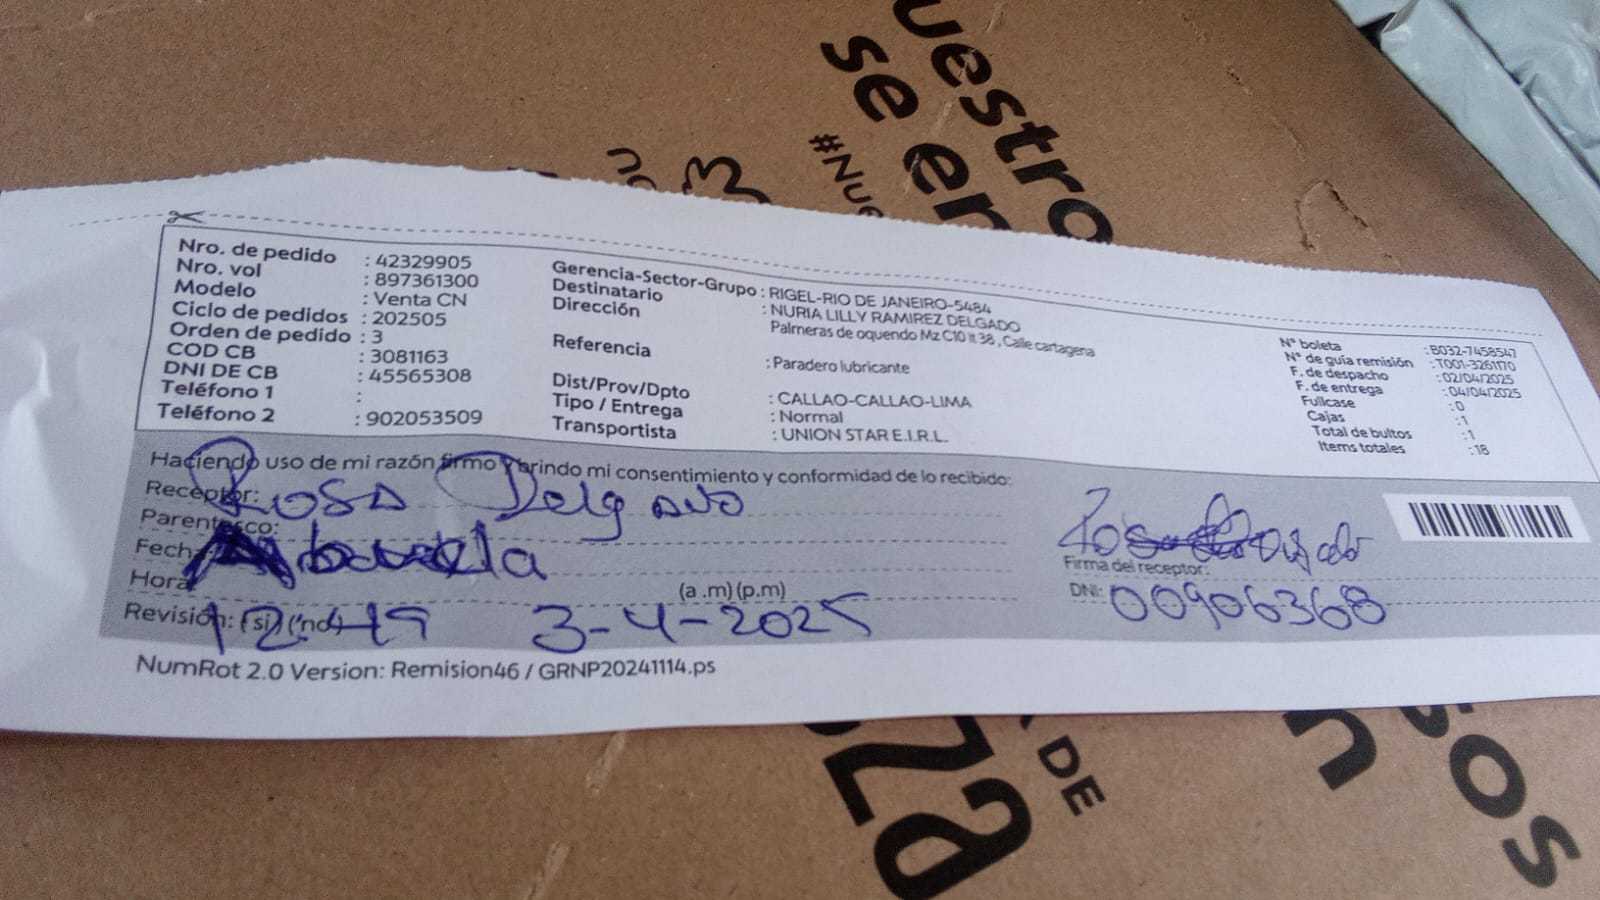 uestro
se en
#Nue
Nro. de pedido : 42329905
Nro. vol : 897361300
Modelo : Venta CN
Ciclo de pedidos : 202505
Orden de pedido : 3
COD CB : 3081163
DNI DE CB : 45565308
Teléfono 1 :
Teléfono 2 : 902053509
Gerencia-Sector-Grupo : RIGEL-RIO DE JANEIRO-5484
Destinatario : NURIA LILLY RAMIREZ DELGADO
Dirección Palmeras de oquendo Mz C10 lt 38 , Calle cartagena
Referencia : Paradero lubricante
Dist/Prov/Dpto : CALLAO-CALLAO-LIMA
Tipo / Entrega : Normal
Transportista : UNION STAR E.I.R.L.
N° boleta : B032-7458547
N° de guía remisión : T001-3261170
F. de despacho : 02/04/2025
F. de entrega : 04/04/2025
Fullcase : 0
Cajas : 1
Total de bultos : 1
Items totales : 18
Haciendo uso de mi razón firmo y brindo mi consentimiento y conformidad de lo recibido:
Receptor: Rosa Delgado
Parentesco:
Fecha: Abuela
Hora (a .m) (p.m)
Revisión: (si) (no) 12:49 3-4-2025
Firma del receptor:
DNI: 00906368
NumRot 2.0 Version: Remision46 / GRNP20241114.ps
za
DE
n
sos